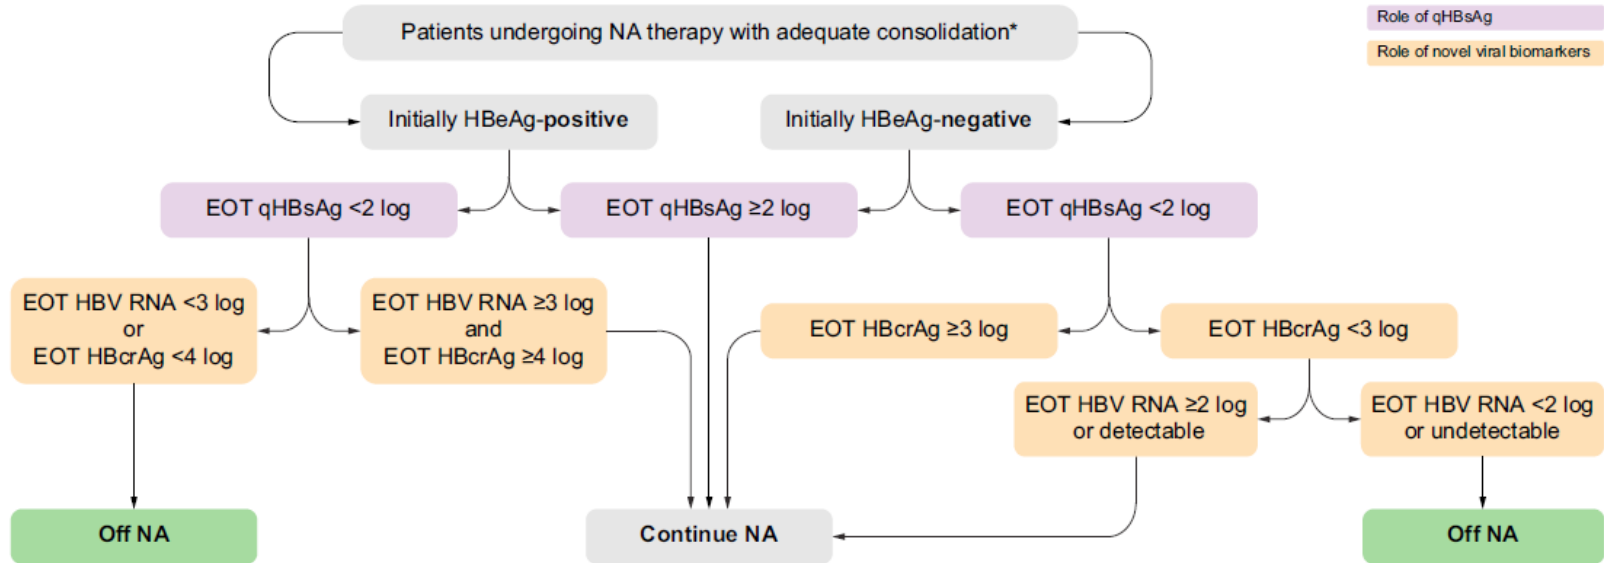 Role of qHBsAg
Role of novel viral biomarkers
Patients undergoing NA therapy with adequate consolidation*
Initially HBeAg-positive
Initially HBeAg-negative
EOT qHBsAg <2 log
EOT qHBsAg ≥2 log
EOT qHBsAg <2 log
EOT HBV RNA <3 log
or
EOT HBcrAg <4 log
EOT HBV RNA ≥3 log
and
EOT HBcrAg ≥4 log
EOT HBcrAg ≥3 log
EOT HBcrAg <3 log
EOT HBV RNA ≥2 log
or detectable
EOT HBV RNA <2 log
or undetectable
Off NA
Continue NA
Off NA